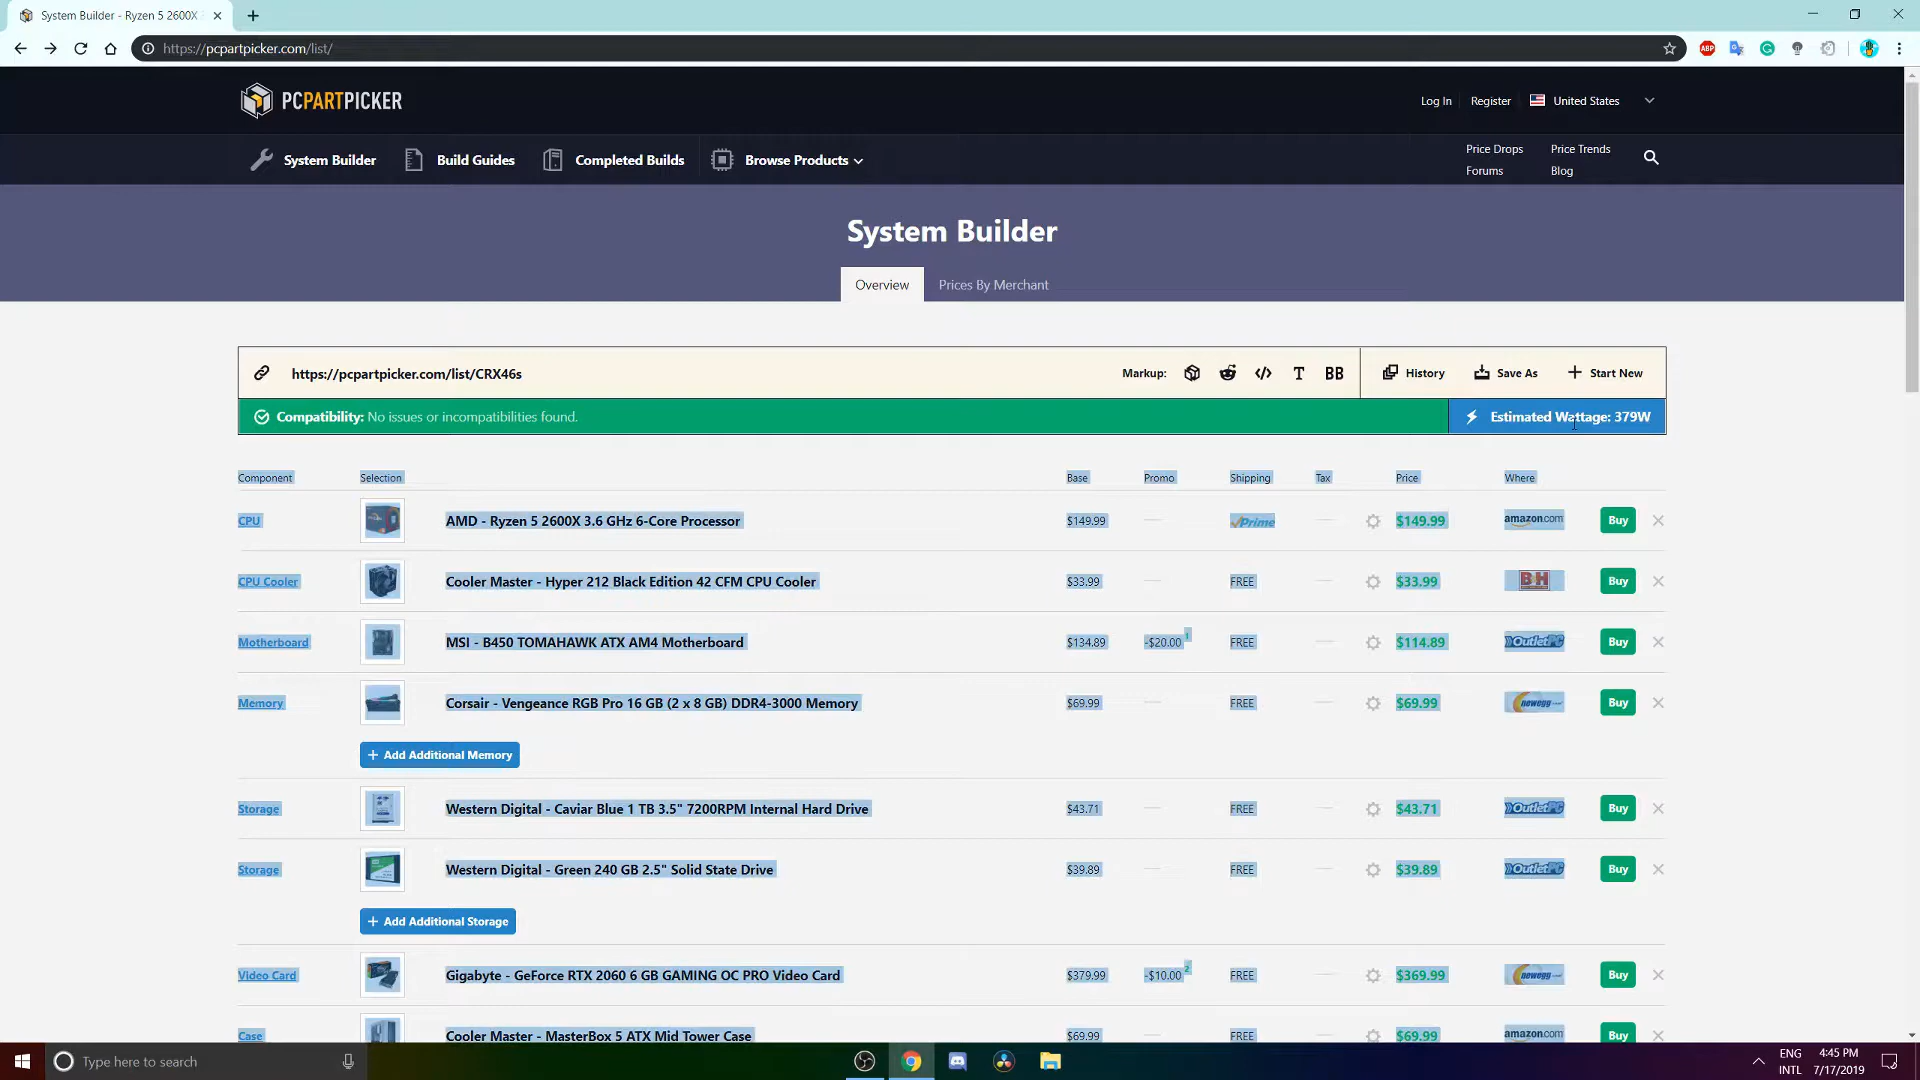 System Builder - Ryzen 5 2600X
https://pcpartpicker.com/list/
ABP
PCPARTPICKER
Log In Register United States
System Builder Build Guides Completed Builds Browse Products
Price Drops Price Trends
Forums Blog
System Builder
Overview Prices By Merchant
https://pcpartpicker.com/list/CRX46s Markup: T BB History Save As + Start New
Compatibility: No issues or incompatibilities found. Estimated Wattage: 379W
Component Selection Base Promo Shipping Tax Price Where
CPU AMD - Ryzen 5 2600X 3.6 GHz 6-Core Processor $149.99 — Prime — $149.99 amazon.com Buy
CPU Cooler Cooler Master - Hyper 212 Black Edition 42 CFM CPU Cooler $33.99 — FREE — $33.99 B&H Buy
Motherboard MSI - B450 TOMAHAWK ATX AM4 Motherboard $134.89 -$20.00 1 FREE — $114.89 OutletPC Buy
Memory Corsair - Vengeance RGB Pro 16 GB (2 x 8 GB) DDR4-3000 Memory $69.99 — FREE — $69.99 newegg Buy
+ Add Additional Memory
Storage Western Digital - Caviar Blue 1 TB 3.5" 7200RPM Internal Hard Drive $43.71 — FREE — $43.71 OutletPC Buy
Storage Western Digital - Green 240 GB 2.5" Solid State Drive $39.89 — FREE — $39.89 OutletPC Buy
+ Add Additional Storage
Video Card Gigabyte - GeForce RTX 2060 6 GB GAMING OC PRO Video Card $379.99 -$10.00 2 FREE — $369.99 newegg Buy
Case Cooler Master - MasterBox 5 ATX Mid Tower Case $69.99 — FREE — $69.99 amazon.com Buy
Type here to search ENG 4:45 PM
INTL 7/17/2019